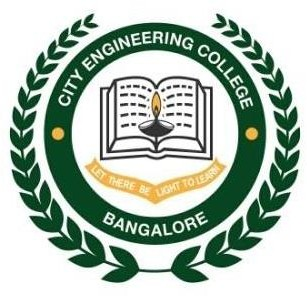 CITY ENGINEERING COLLEGE
LET THERE BE LIGHT TO LEARN
BANGALORE